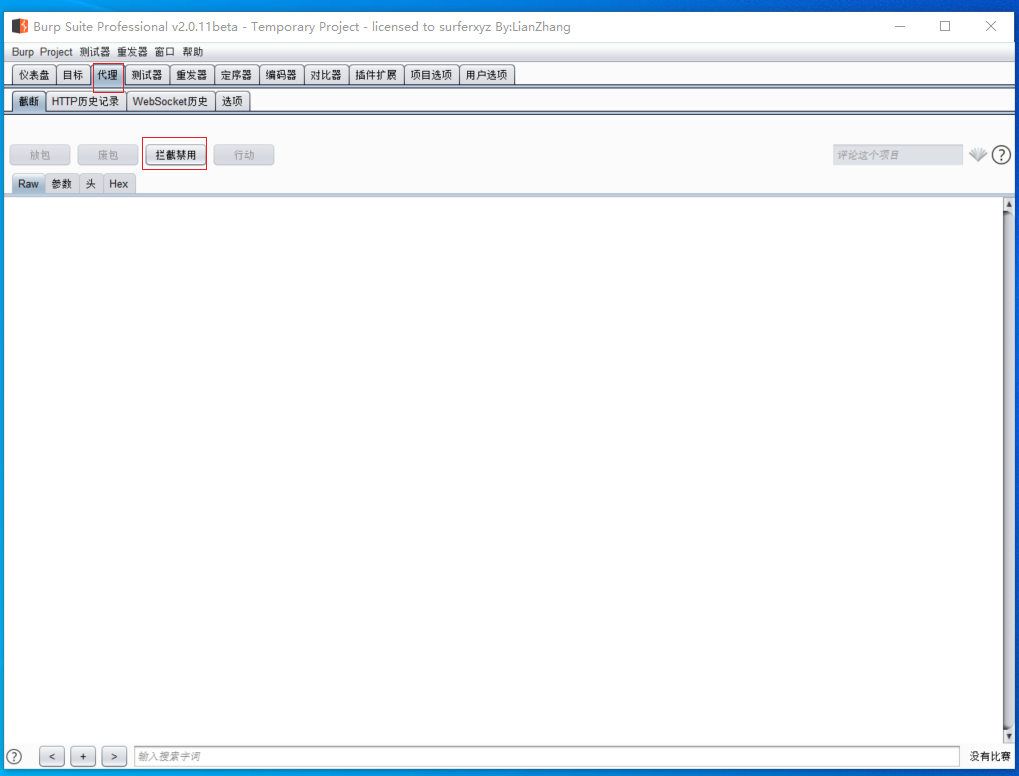 Burp Suite Professional v2.0.11beta - Temporary Project - licensed to surferxyz By:LianZhang
Burp Project 测试器 重发器 窗口 帮助
仪表盘 目标 代理 测试器 重发器 定序器 编码器 对比器 插件扩展 项目选项 用户选项
截断 HTTP历史记录 WebSocket历史 选项
放包 废包 拦截禁用 行动 评论这个项目 ?
Raw 参数 头 Hex
? < + > 输入搜索字词 没有比赛